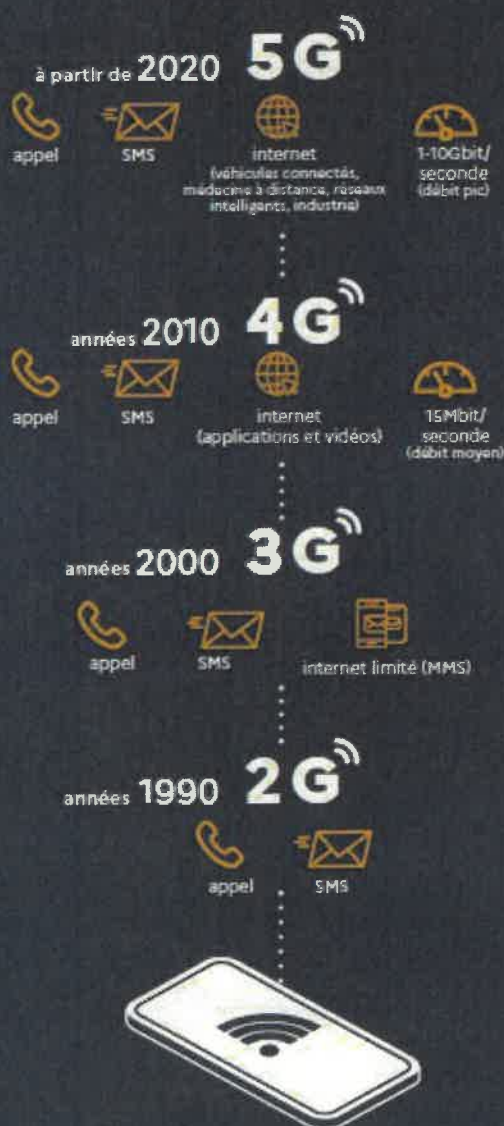 à partir de 2020 5G
appel
SMS
internet
(véhicules connectés,
médecine à distance, réseaux
intelligents, industrie)
1-10Gbit/
seconde
(débit pic)
années 2010 4G
appel
SMS
internet
(applications et vidéos)
15Mbit/
seconde
(débit moyen)
années 2000 3G
appel
SMS
internet limité (MMS)
années 1990 2G
appel
SMS